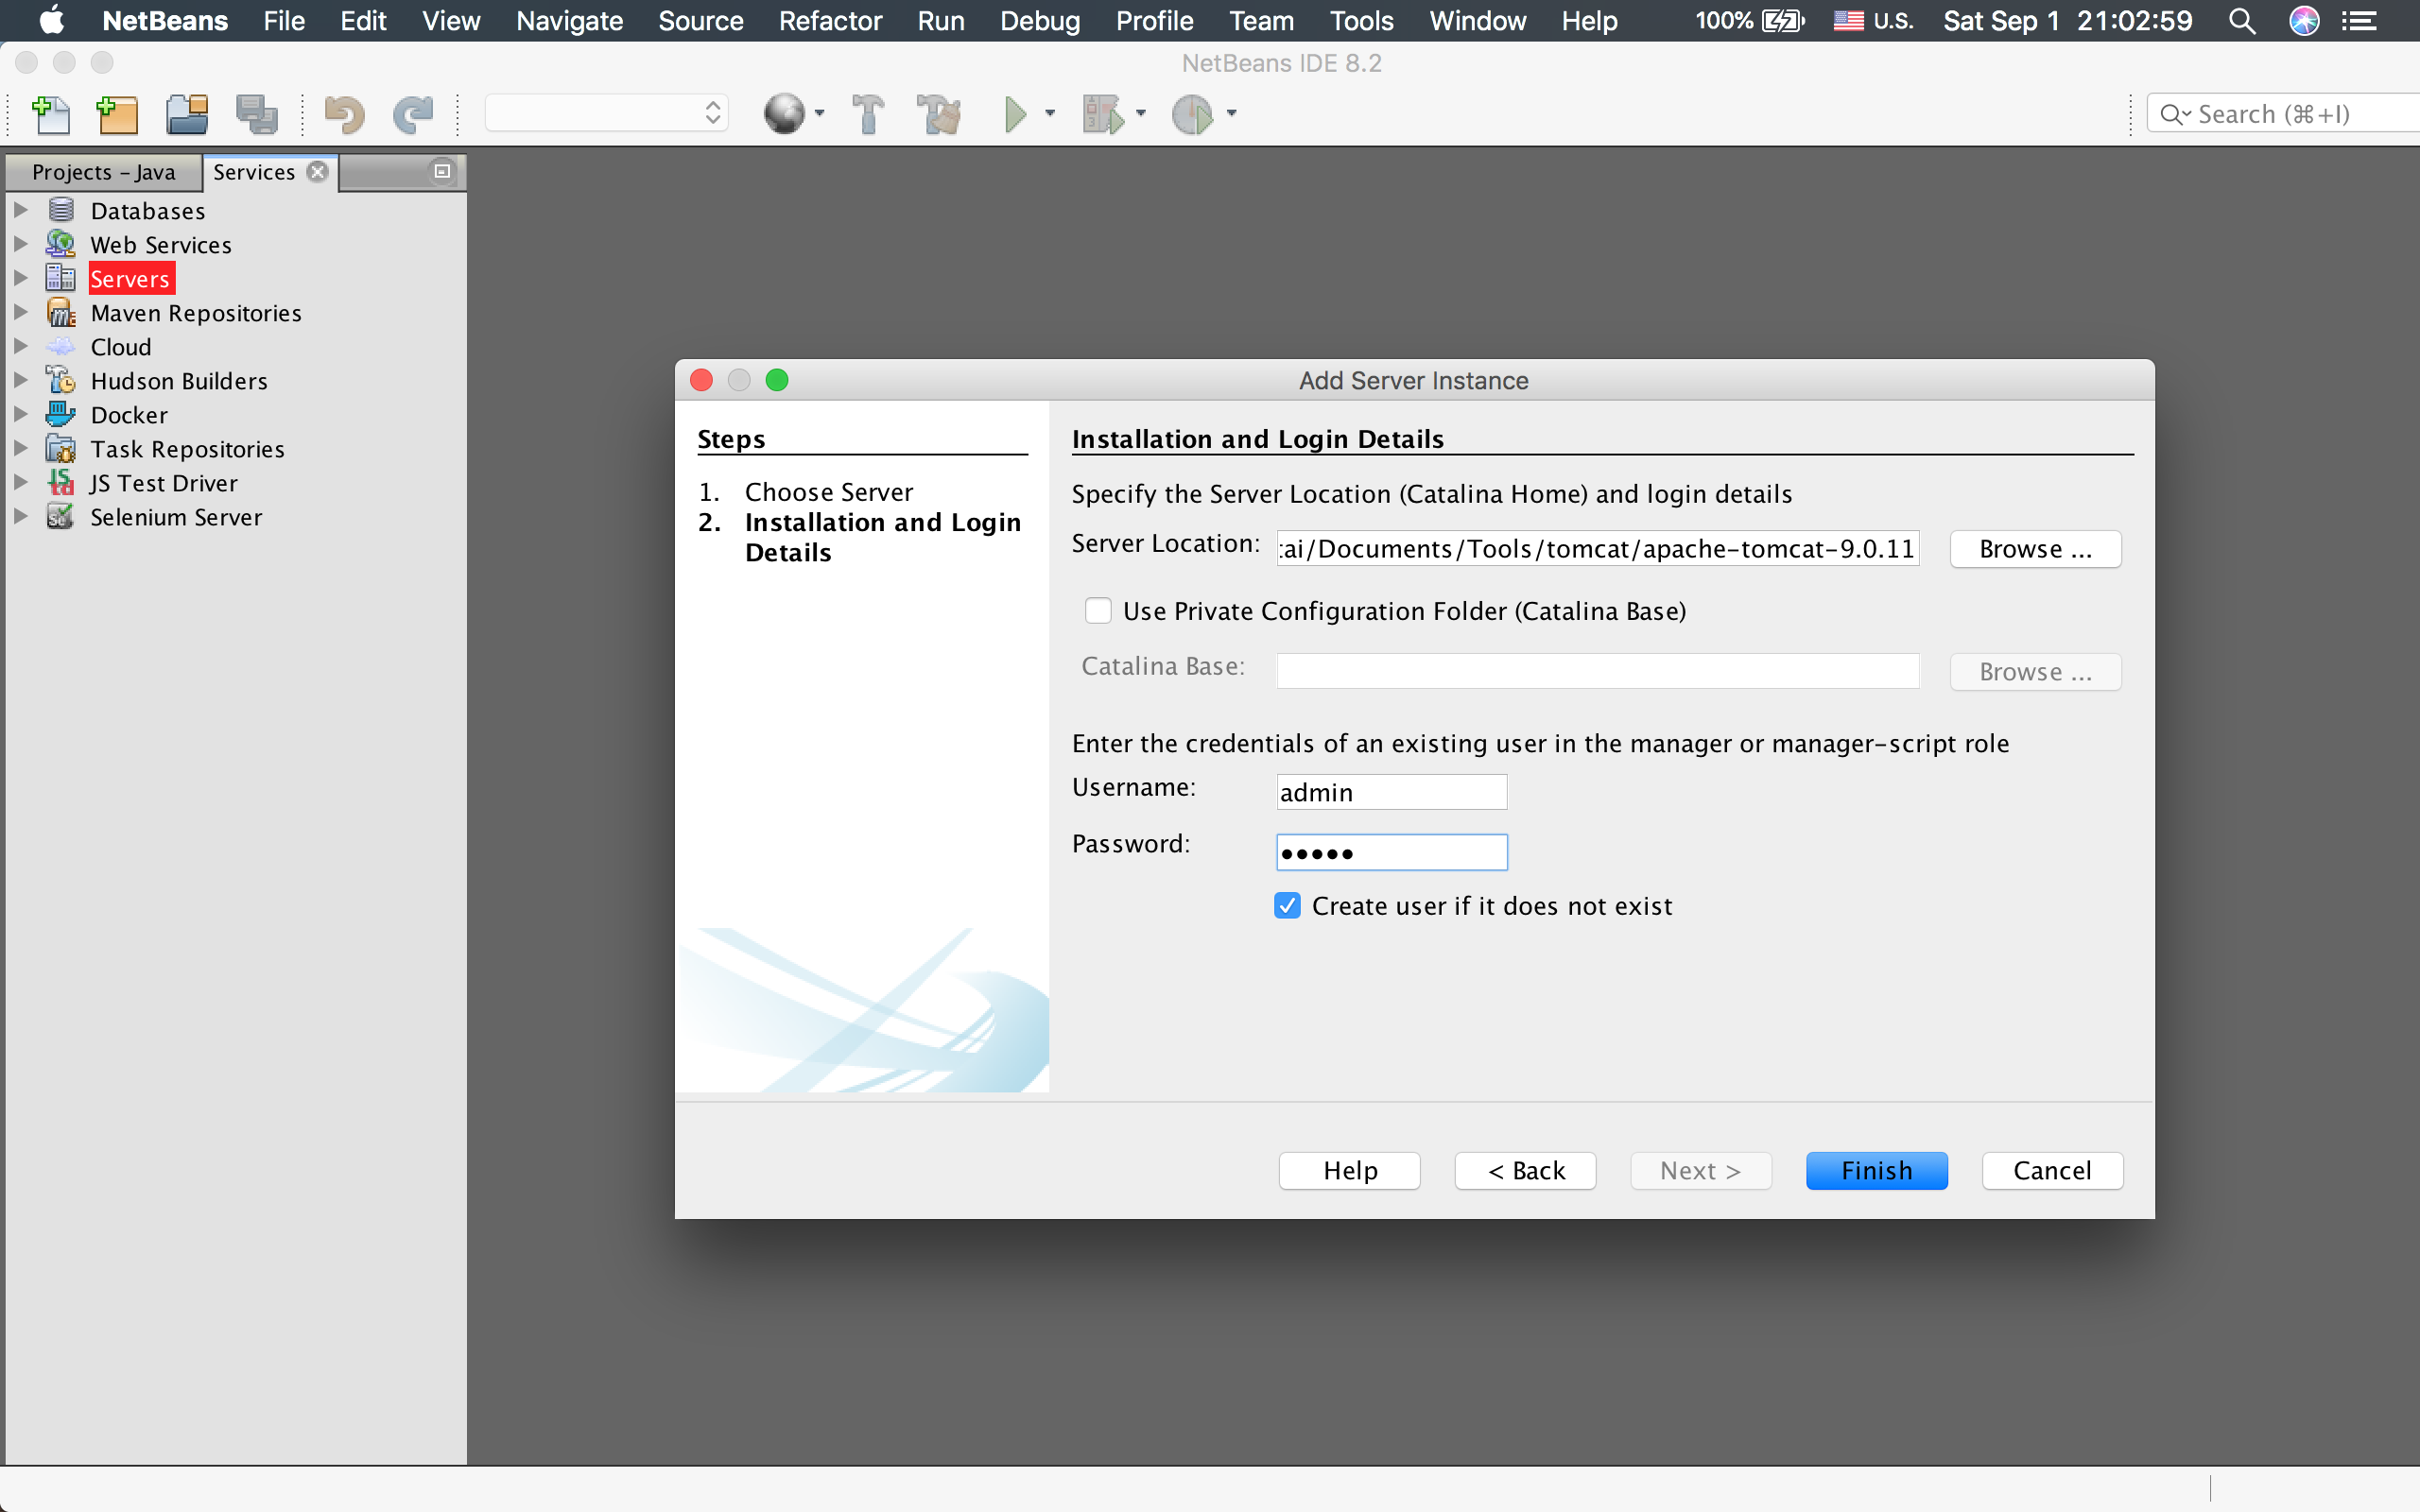 NetBeans File Edit View Navigate Source Refactor Run Debug Profile Team Tools Window Help 100% U.S. Sat Sep 1 21:02:59
NetBeans IDE 8.2
Search (⌘+I)
Projects – Java Services
Databases
Web Services
Servers
Maven Repositories
Cloud
Hudson Builders
Docker
Task Repositories
JS Test Driver
Selenium Server
Add Server Instance
Steps
1. Choose Server
2. Installation and Login
Details
Installation and Login Details
Specify the Server Location (Catalina Home) and login details
Server Location: :ai/Documents/Tools/tomcat/apache-tomcat-9.0.11 Browse ...
Use Private Configuration Folder (Catalina Base)
Catalina Base: Browse ...
Enter the credentials of an existing user in the manager or manager-script role
Username: admin
Password: •••••
Create user if it does not exist
Help < Back Next > Finish Cancel